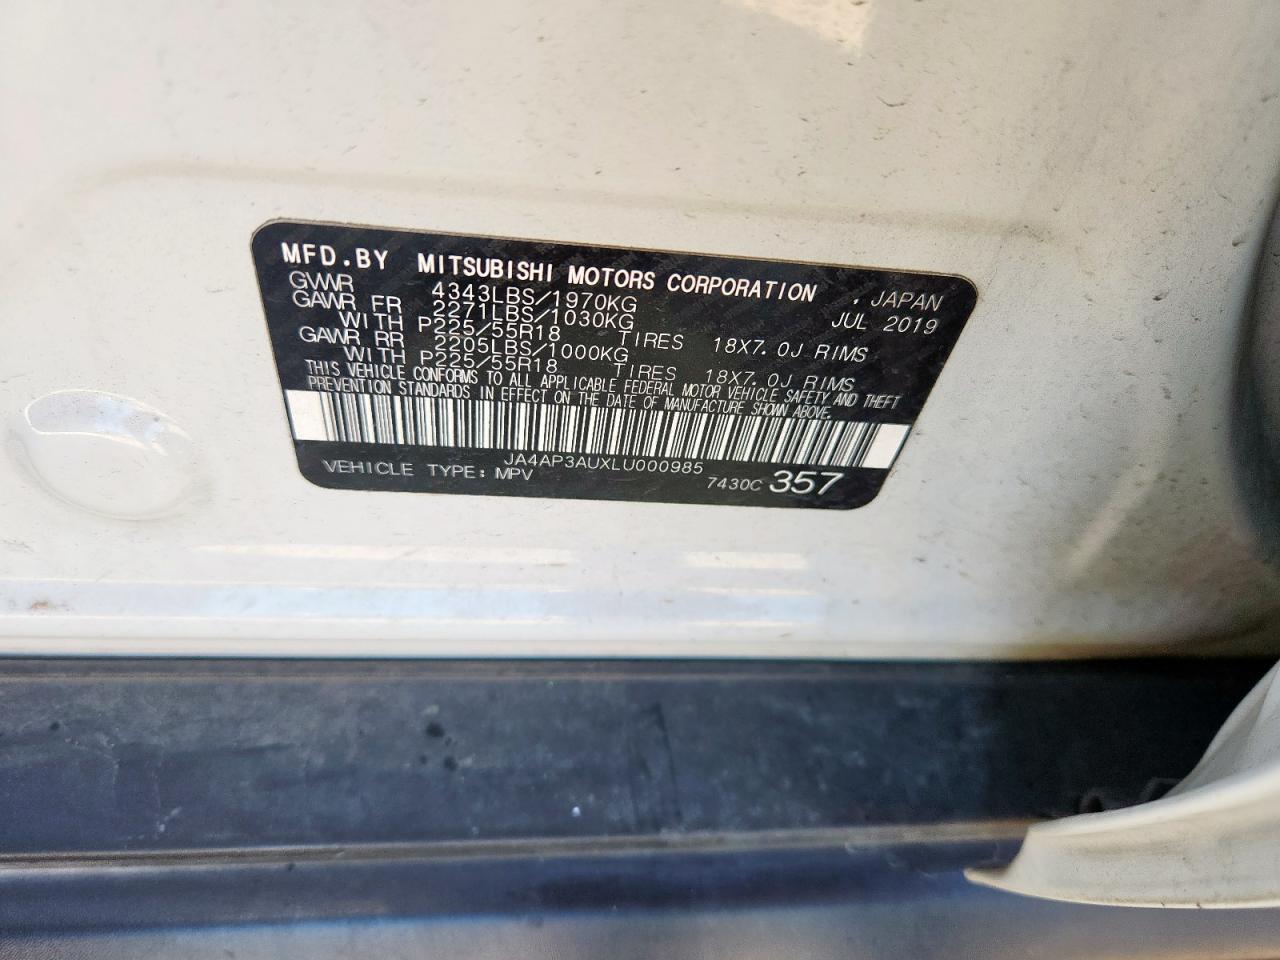 MFD.BY MITSUBISHI MOTORS CORPORATION , JAPAN
GVWR 4343LBS/1970KG JUL 2019
GAWR FR 2271LBS/1030KG
WITH P225/55R18 TIRES 18X7.0J RIMS
GAWR RR 2205LBS/1000KG
WITH P225/55R18 TIRES 18X7.0J RIMS
THIS VEHICLE CONFORMS TO ALL APPLICABLE FEDERAL MOTOR VEHICLE SAFETY AND THEFT
PREVENTION STANDARDS IN EFFECT ON THE DATE OF MANUFACTURE SHOWN ABOVE.
JA4AP3AUXLU000985
VEHICLE TYPE: MPV 7430C 357